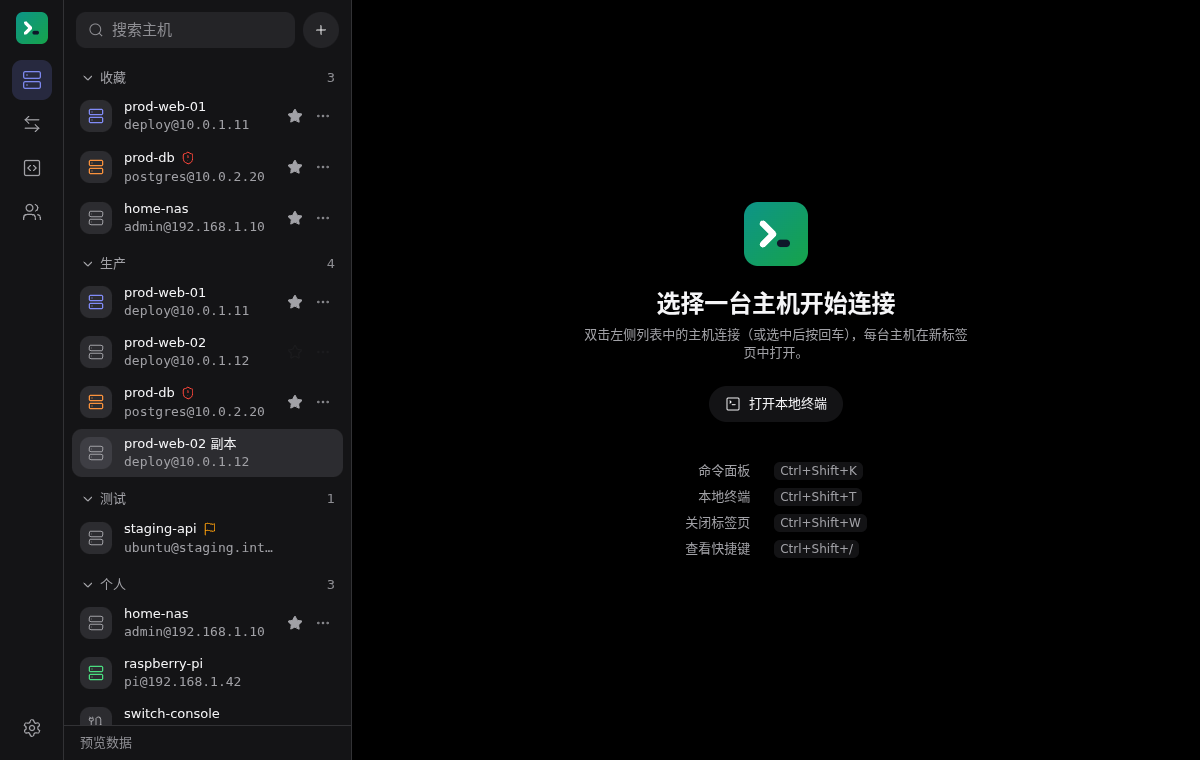 搜索主机
收藏 3
prod-web-01
deploy@10.0.1.11
prod-db
postgres@10.0.2.20
home-nas
admin@192.168.1.10
生产 4
prod-web-01
deploy@10.0.1.11
prod-web-02
deploy@10.0.1.12
prod-db
postgres@10.0.2.20
prod-web-02 副本
deploy@10.0.1.12
测试 1
staging-api
ubuntu@staging.int…
个人 3
home-nas
admin@192.168.1.10
raspberry-pi
pi@192.168.1.42
switch-console
预览数据
选择一台主机开始连接
双击左侧列表中的主机连接（或选中后按回车），每台主机在新标签
页中打开。
打开本地终端
命令面板 Ctrl+Shift+K
本地终端 Ctrl+Shift+T
关闭标签页 Ctrl+Shift+W
查看快捷键 Ctrl+Shift+/